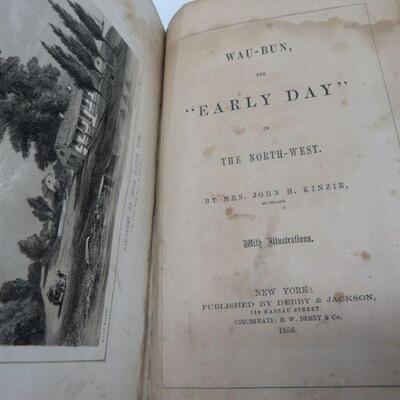 WAU-BUN,
THE
"EARLY DAY"
IN
THE NORTH-WEST.
BY MRS. JOHN H. KINZIE,
OF CHICAGO.
With Illustrations.
NEW YORK:
PUBLISHED BY DERBY & JACKSON,
119 NASSAU STREET.
CINCINNATI: H. W. DERBY & CO.
1856.